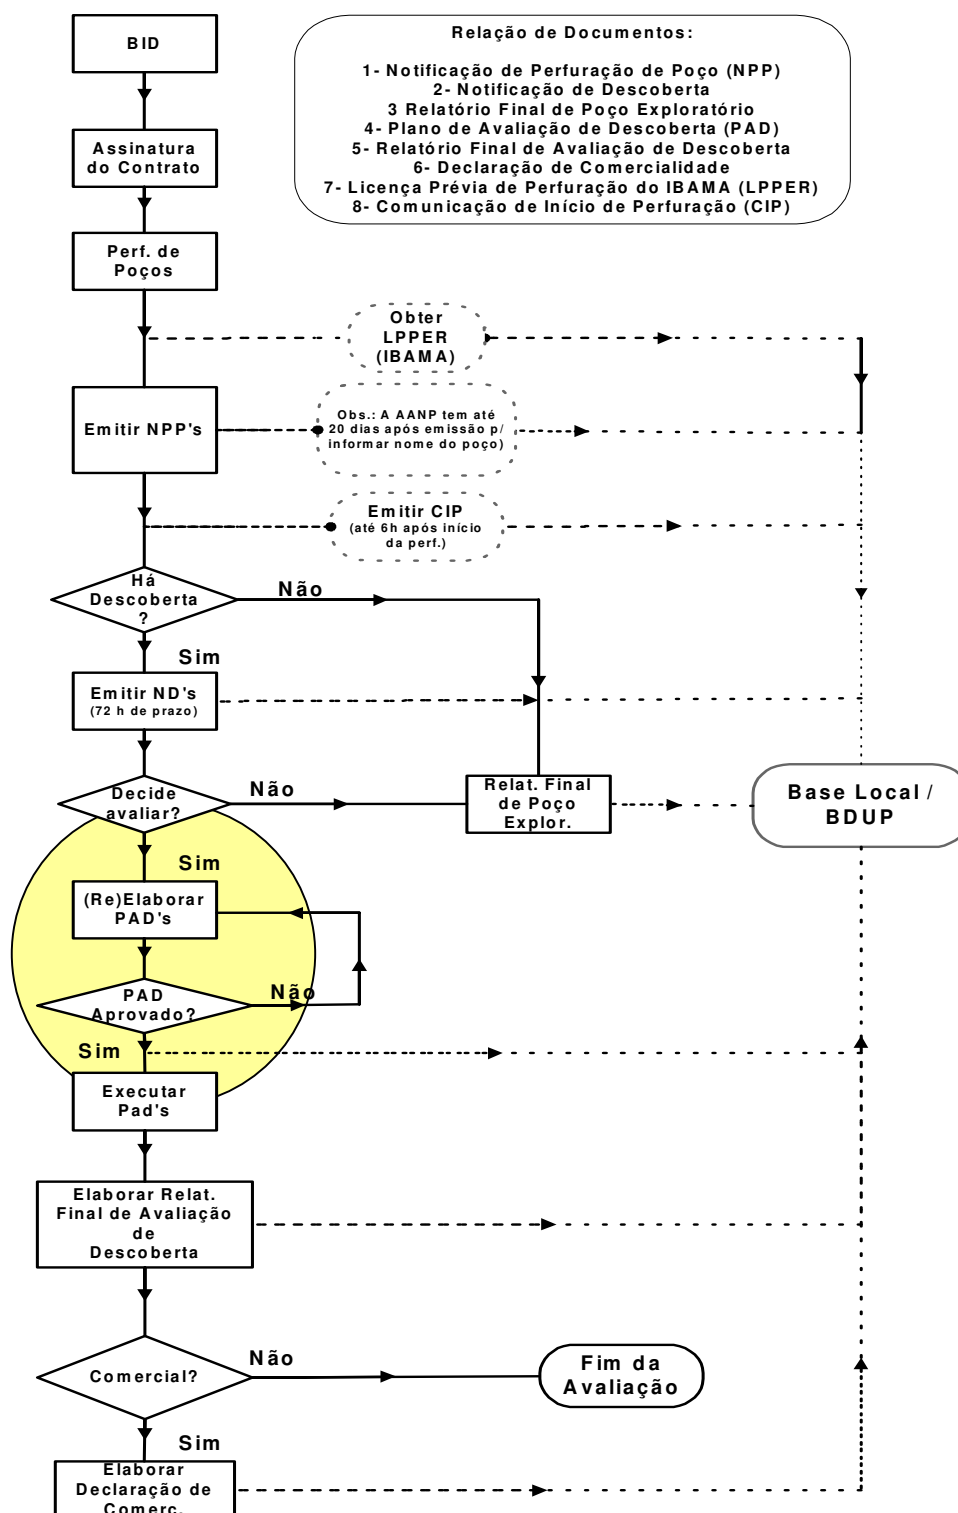 BID
Relação de Documentos:
1- Notificação de Perfuração de Poço (NPP)
2- Notificação de Descoberta
3 Relatório Final de Poço Exploratório
4- Plano de Avaliação de Descoberta (PAD)
5- Relatório Final de Avaliação de Descoberta
6- Declaração de Comercialidade
7- Licença Prévia de Perfuração do IBAMA (LPPER)
8- Comunicação de Início de Perfuração (CIP)
Assinatura
do Contrato
Perf. de
Poços
Obter
LPPER
(IBAMA)
Emitir NPP's
Obs.: A AANP tem até
20 dias após emissão p/
informar nome do poço)
Emitir CIP
(até 6h após início
da perf.)
Há
Descoberta
?
Não
Sim
Emitir ND's
(72 h de prazo)
Decide
avaliar?
Não
Relat. Final
de Poço
Explor.
Base Local /
BDUP
Sim
(Re)Elaborar
PAD's
PAD
Aprovado?
Não
Sim
Executar
Pad's
Elaborar Relat.
Final de Avaliação
de
Descoberta
Comercial?
Não
Fim da
Avaliação
Sim
Elaborar
Declaração de
Comerc.